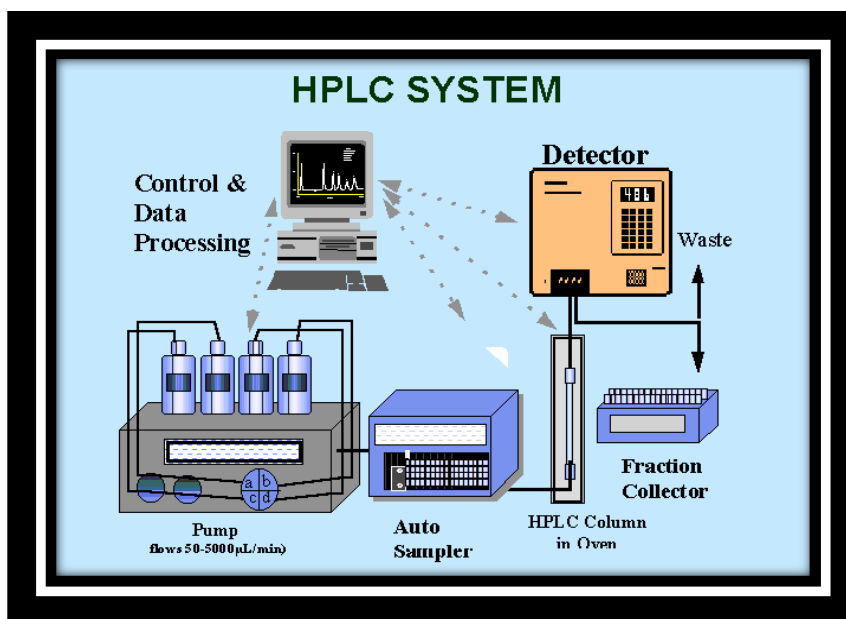 HPLC SYSTEM
Control &
Data
Processing
Detector
486
Waste
a b
c d
Pump
flows 50-5000µL/min)
Auto
Sampler
HPLC Column
in Oven
Fraction
Collector